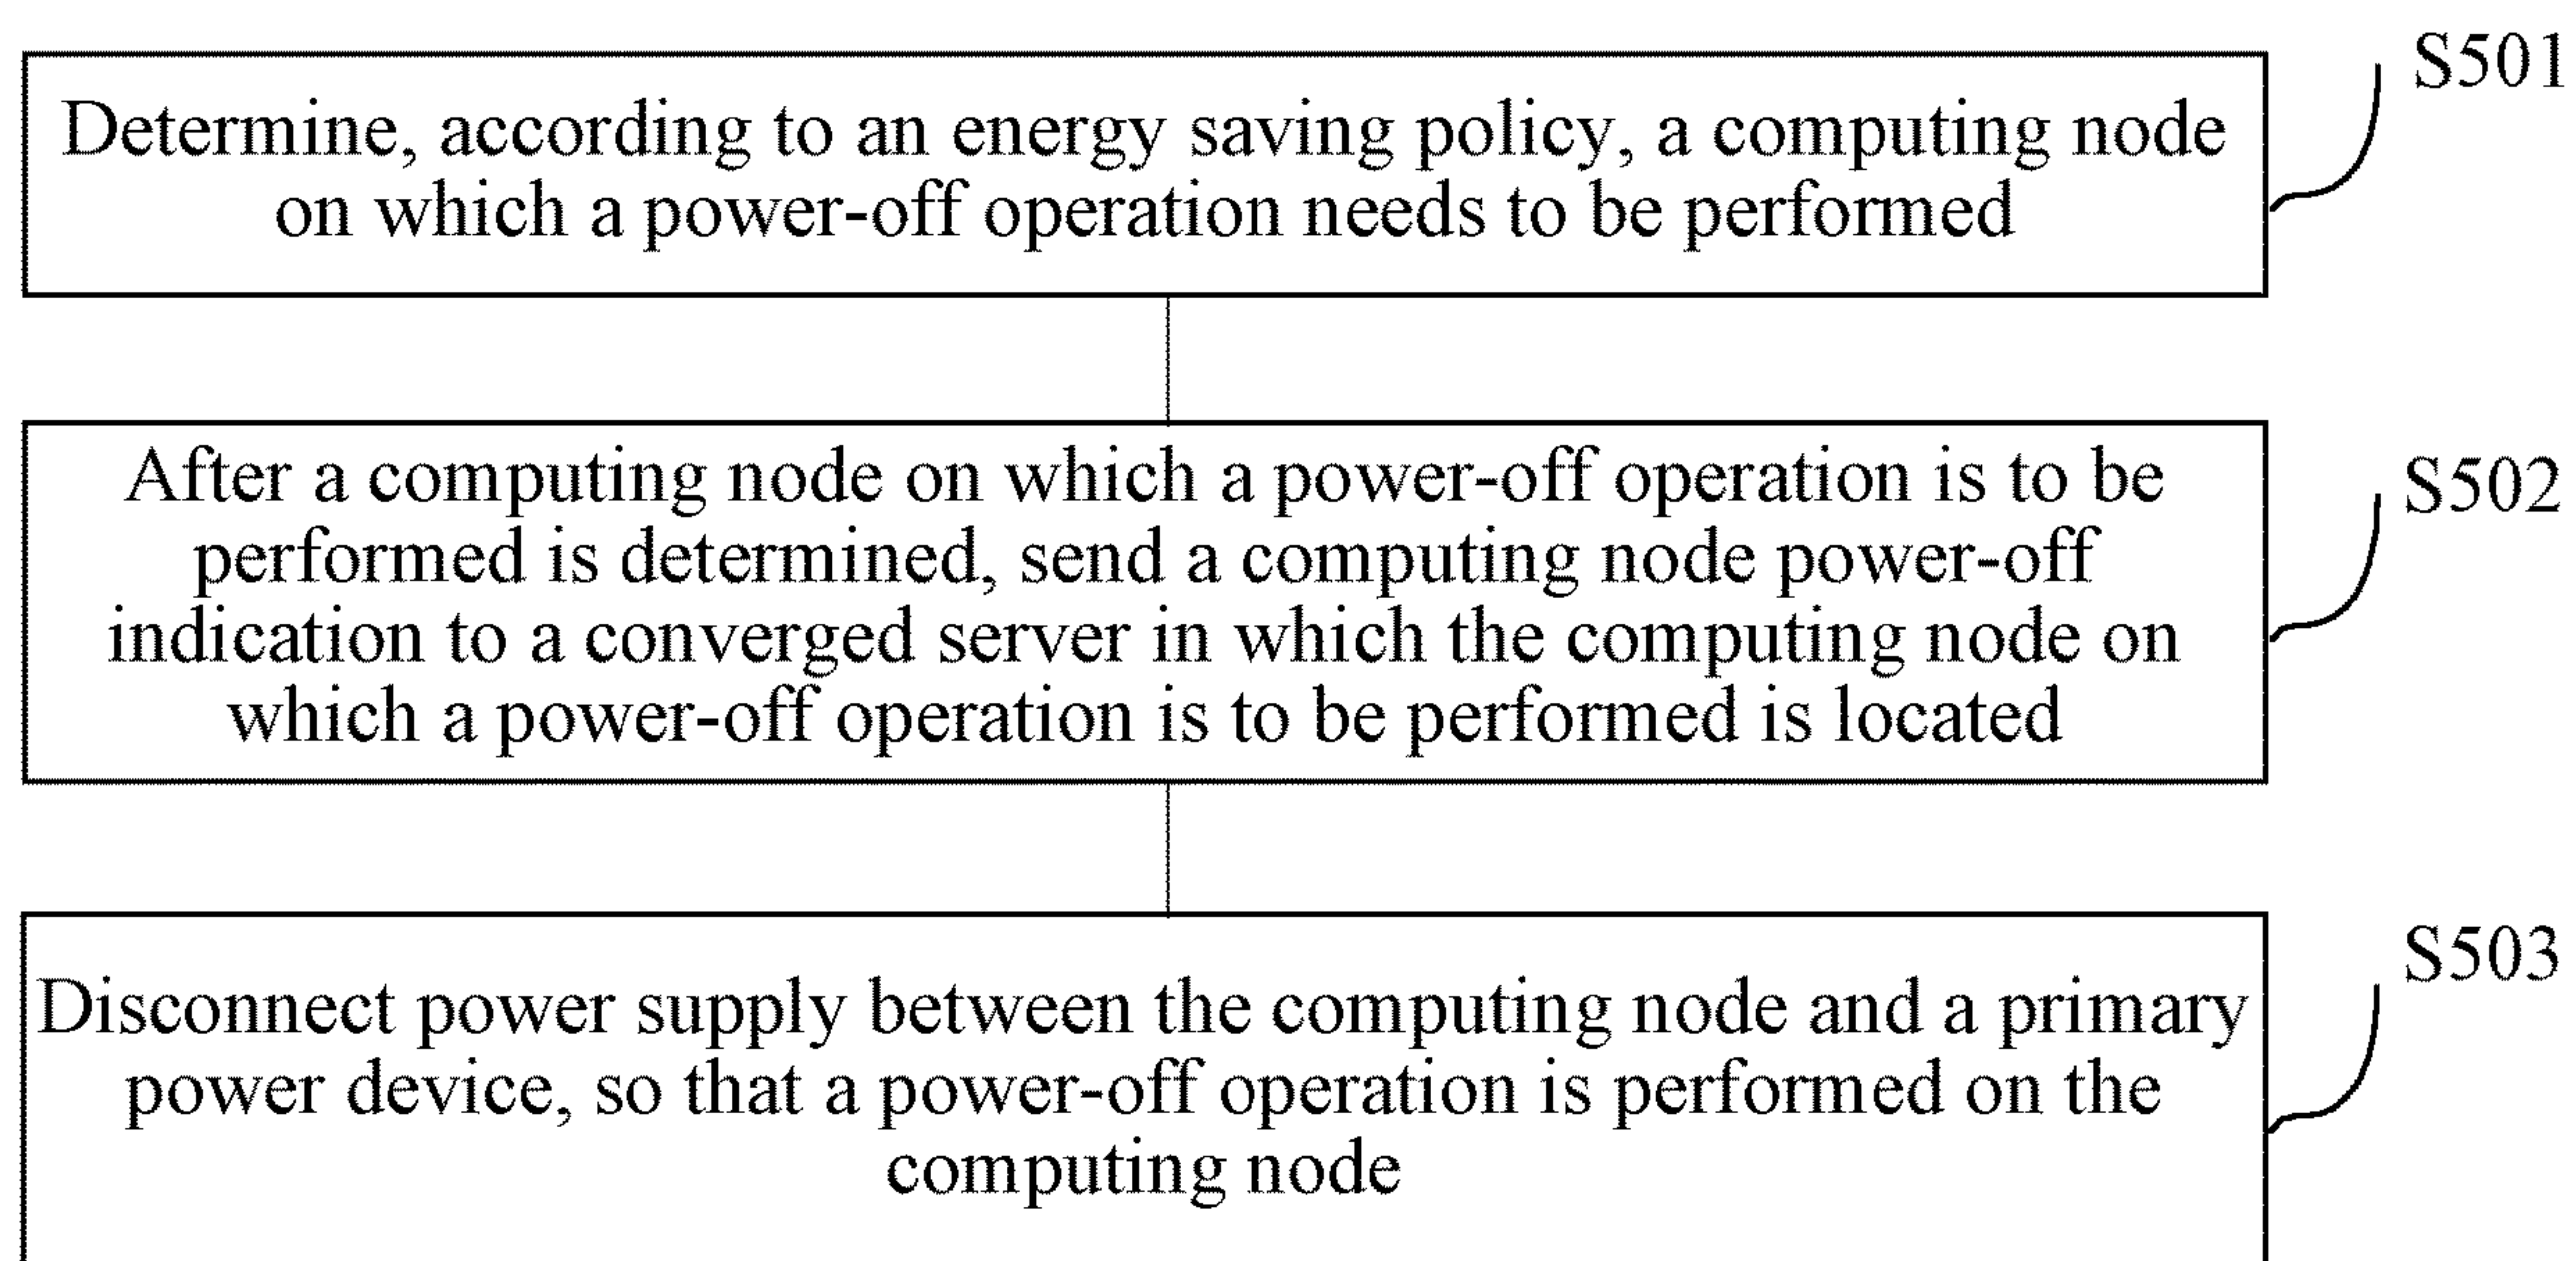 S501
Determine, according to an energy saving policy, a computing node
on which a power-off operation needs to be performed
S502
After a computing node on which a power-off operation is to be
performed is determined, send a computing node power-off
indication to a converged server in which the computing node on
which a power-off operation is to be performed is located
S503
Disconnect power supply between the computing node and a primary
power device, so that a power-off operation is performed on the
computing node